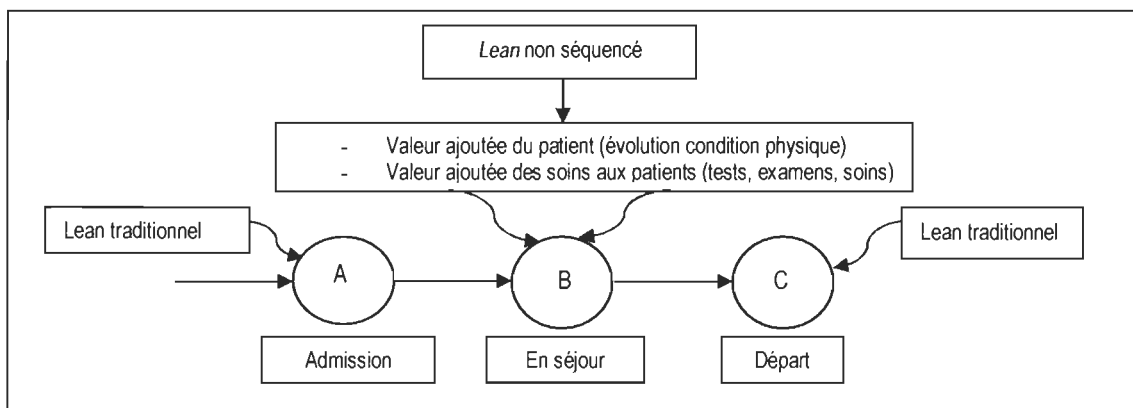 Lean non séquencé
- Valeur ajoutée du patient (évolution condition physique)
- Valeur ajoutée des soins aux patients (tests, examens, soins)
Lean traditionnel
Lean traditionnel
A
B
C
Admission
En séjour
Départ